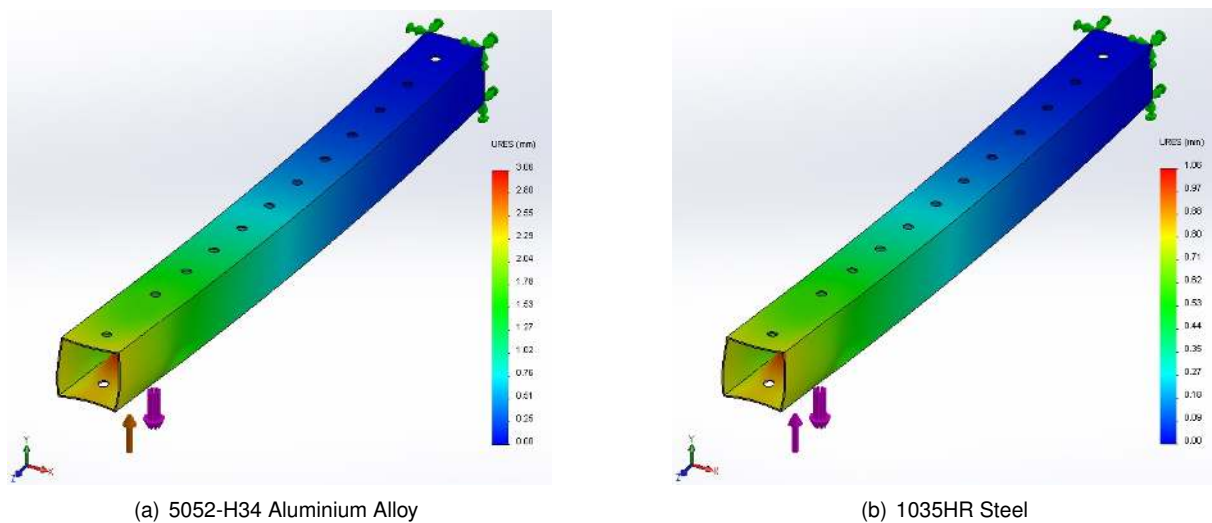 URES (mm)
3.06
2.80
2.55
2.29
2.04
1.78
1.53
1.27
1.02
0.76
0.51
0.25
0.00
Y
X
Z
(a) 5052-H34 Aluminium Alloy
URES (mm)
1.06
0.97
0.88
0.80
0.71
0.62
0.53
0.44
0.35
0.27
0.18
0.09
0.00
Y
X
Z
(b) 1035HR Steel